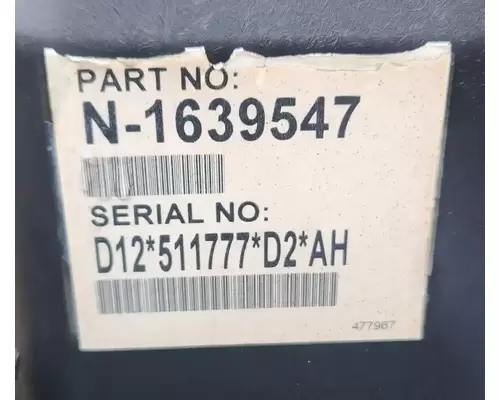 PART NO:
N-1639547
SERIAL NO:
D12*511777*D2*AH
477967